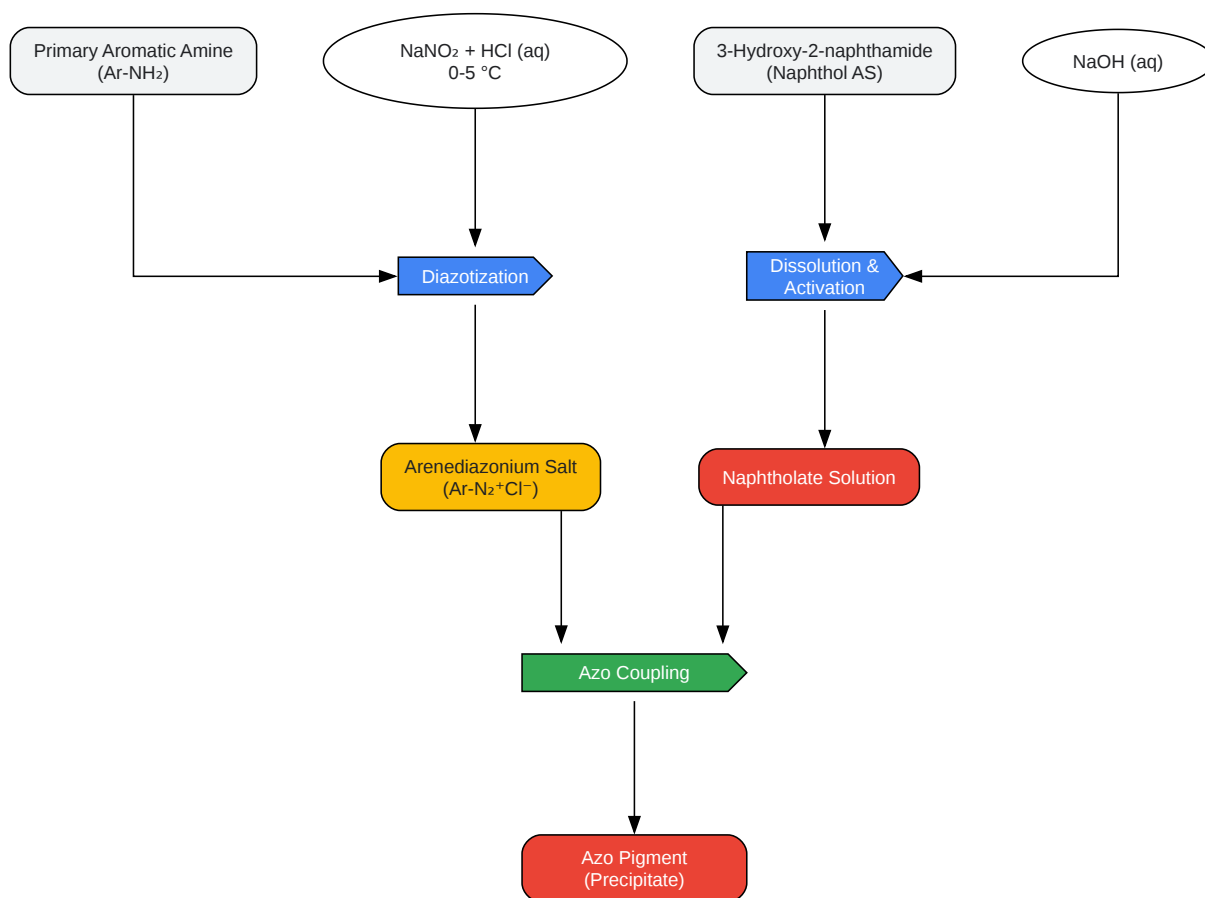 Primary Aromatic Amine
(Ar-NH₂)
NaNO₂ + HCl (aq)
0-5 °C
3-Hydroxy-2-naphthamide
(Naphthol AS)
NaOH (aq)
Diazotization
Dissolution &
Activation
Arenediazonium Salt
(Ar-N₂⁺Cl⁻)
Naphtholate Solution
Azo Coupling
Azo Pigment
(Precipitate)